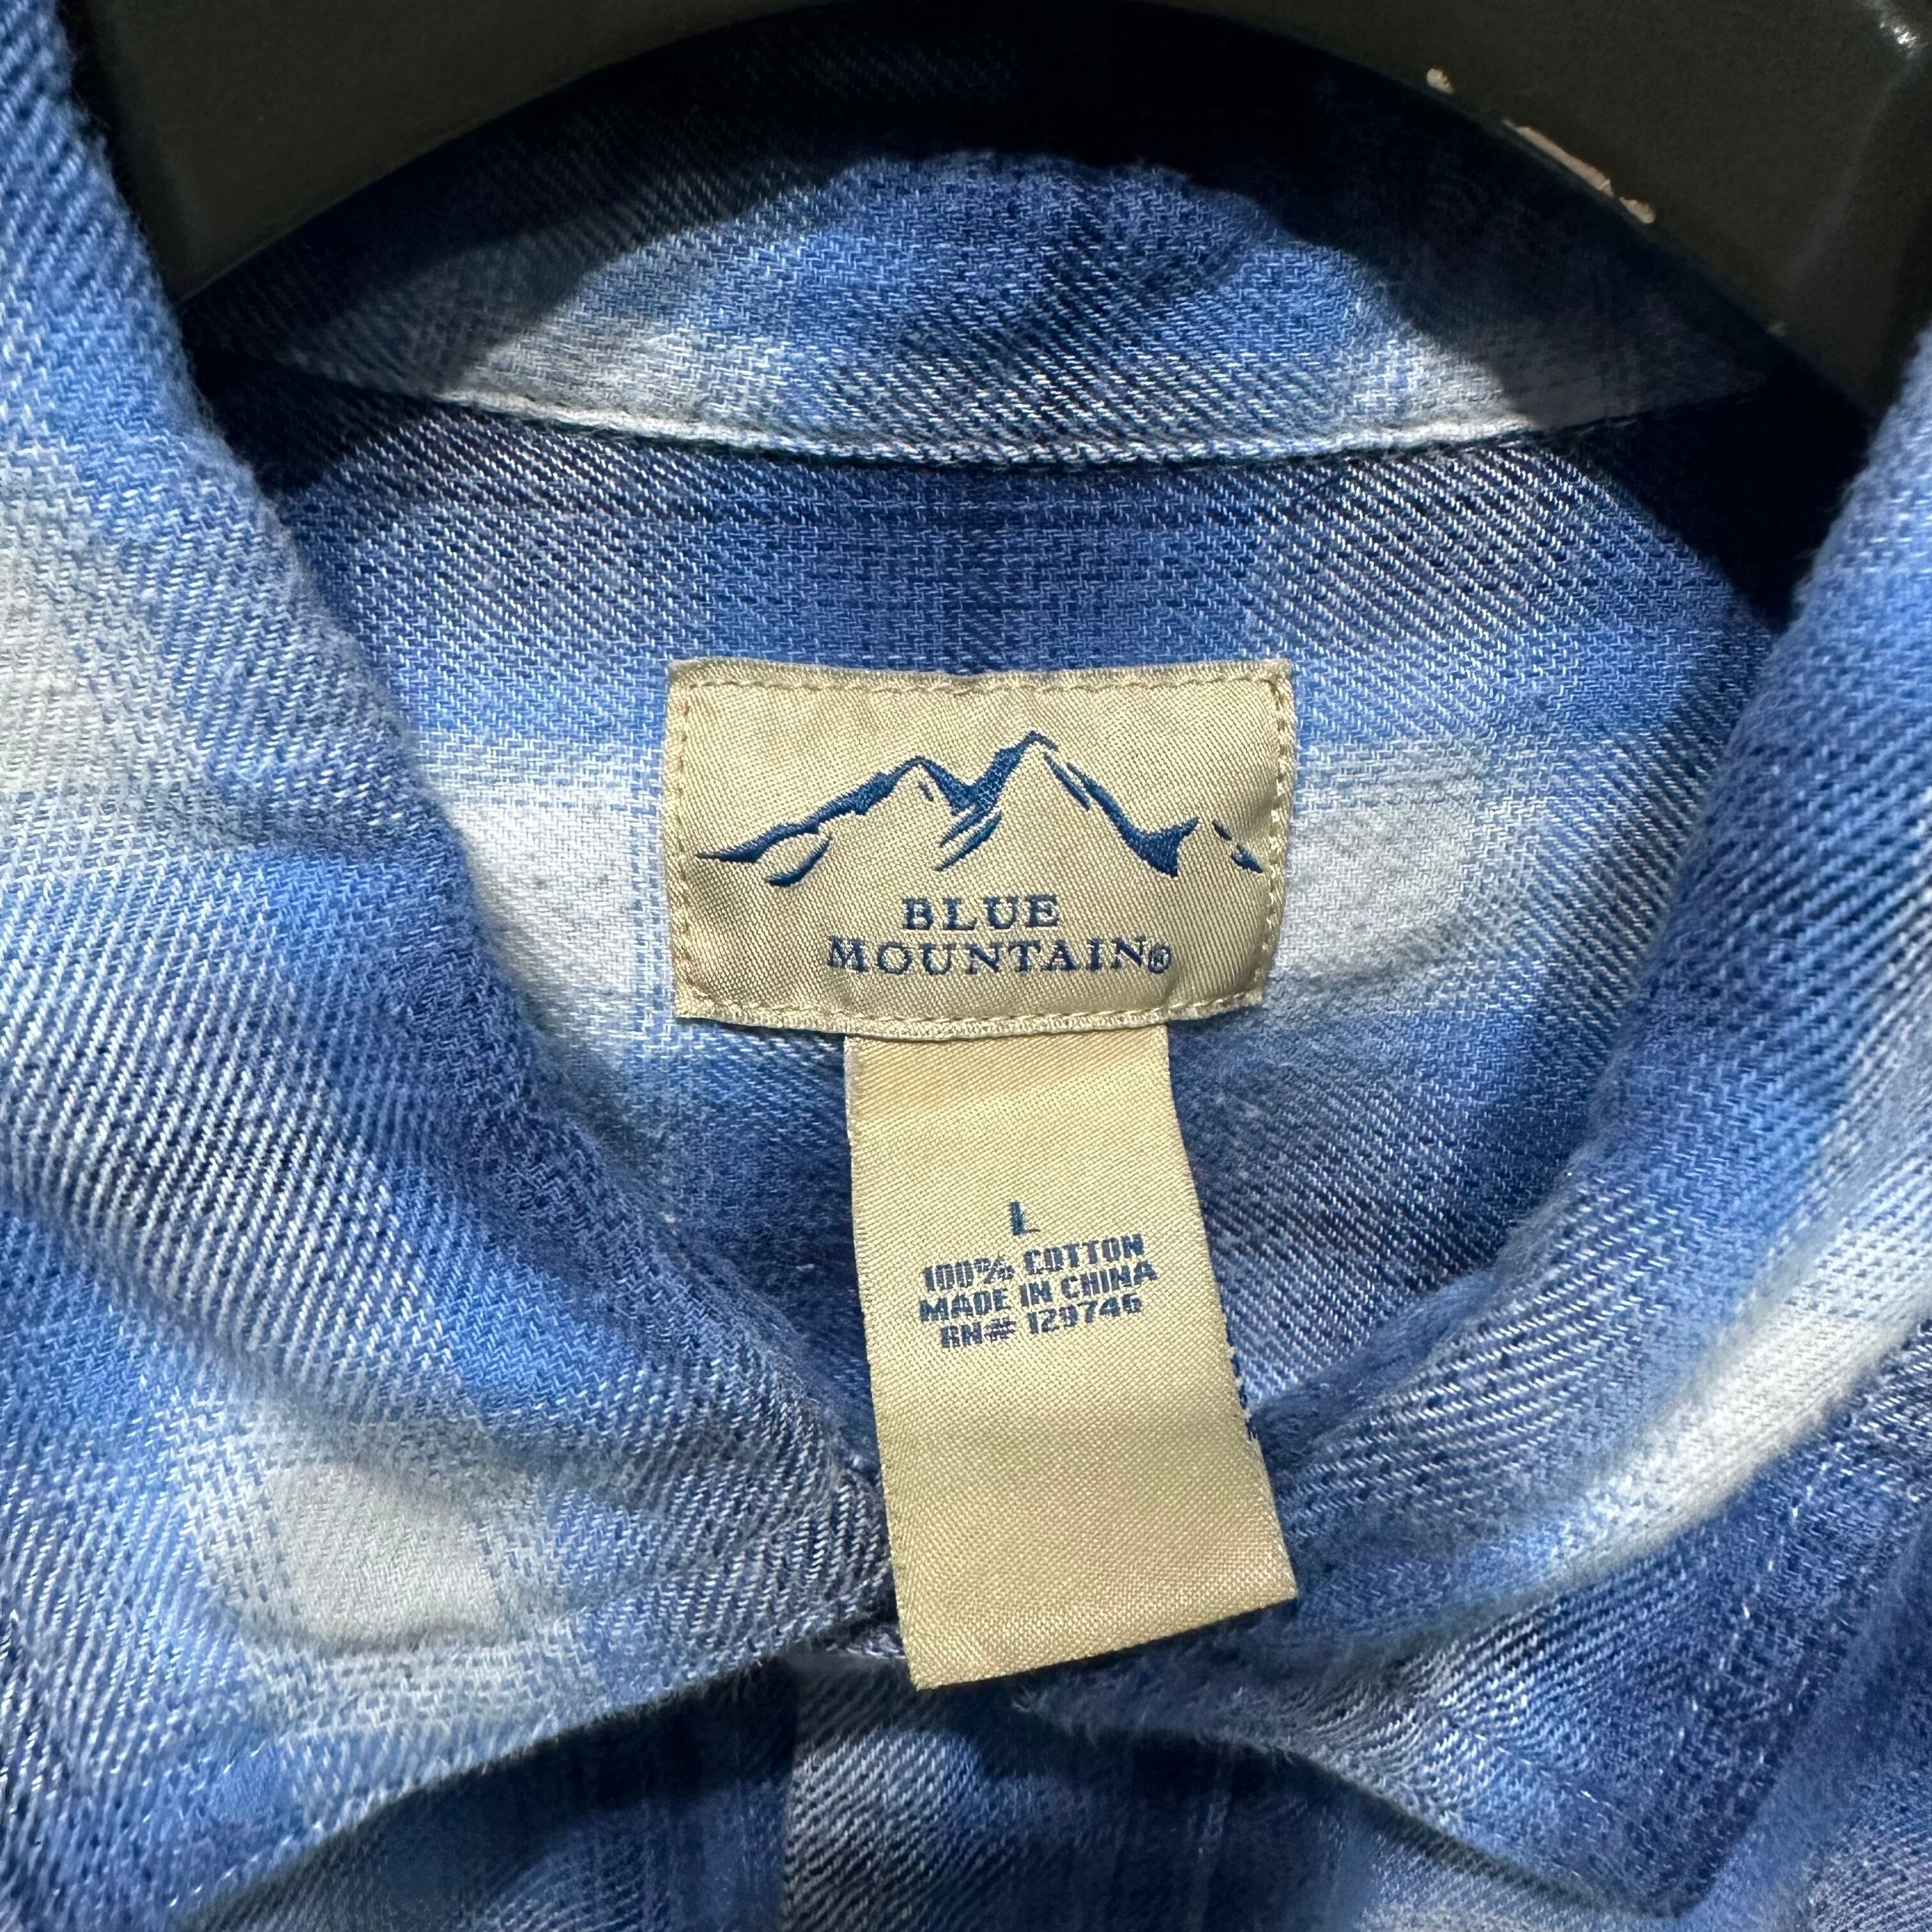 BLUE
MOUNTAIN®
L
100% COTTON
MADE IN CHINA
RN# 129746